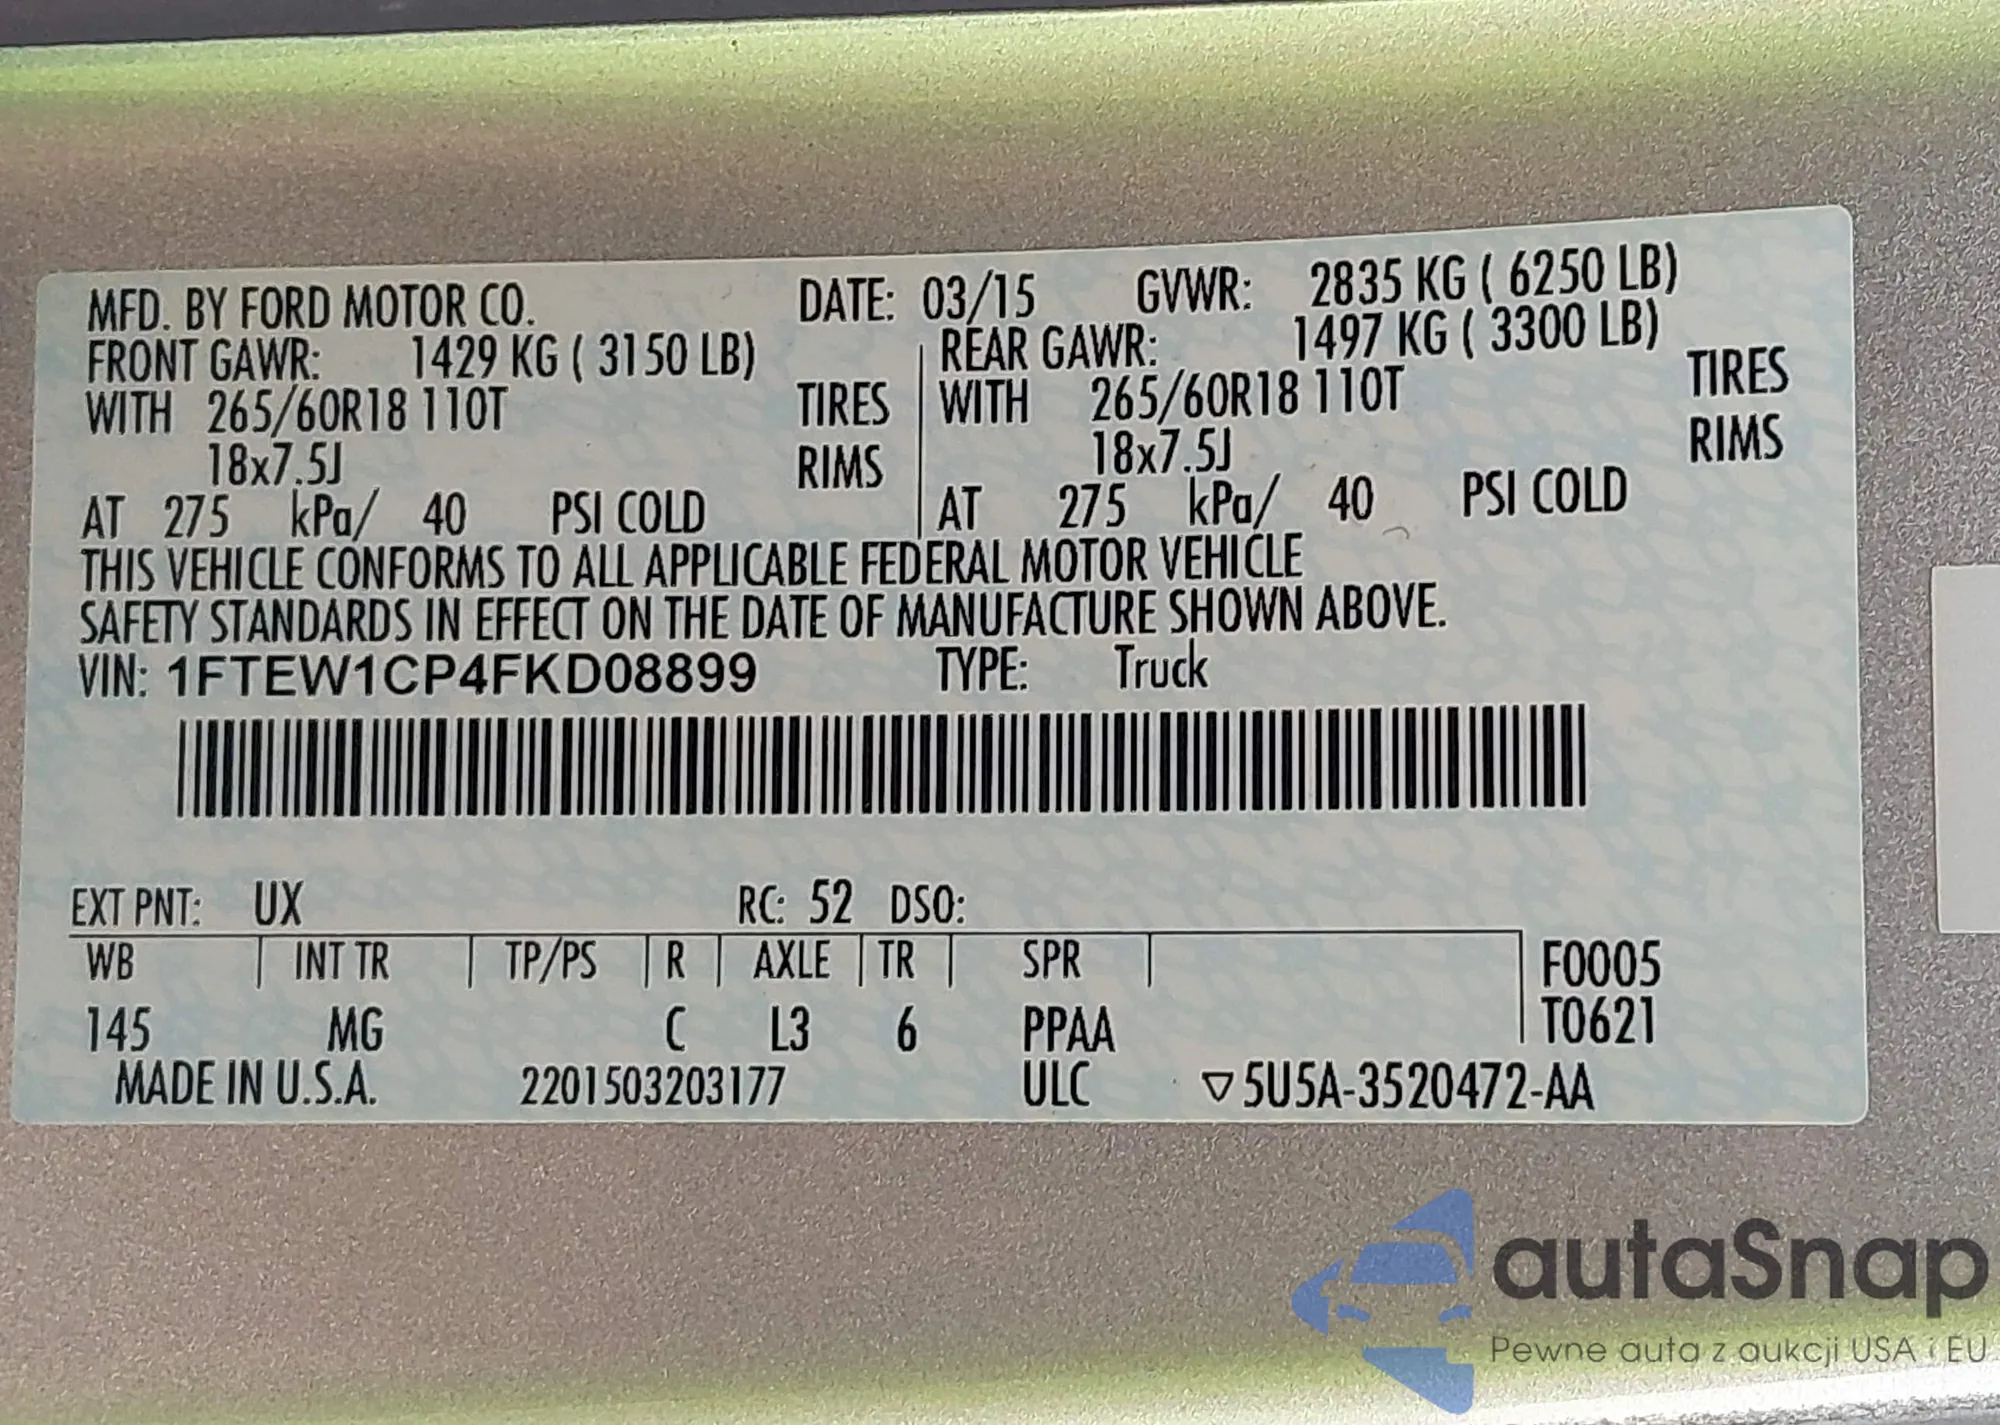 MFD. BY FORD MOTOR CO. DATE: 03/15 GVWR: 2835 KG ( 6250 LB)
FRONT GAWR: 1429 KG ( 3150 LB) REAR GAWR: 1497 KG ( 3300 LB)
WITH 265/60R18 110T TIRES WITH 265/60R18 110T TIRES
18x7.5J RIMS 18x7.5J RIMS
AT 275 kPa/ 40 PSI COLD AT 275 kPa/ 40 PSI COLD
THIS VEHICLE CONFORMS TO ALL APPLICABLE FEDERAL MOTOR VEHICLE
SAFETY STANDARDS IN EFFECT ON THE DATE OF MANUFACTURE SHOWN ABOVE.
VIN: 1FTEW1CP4FKD08899 TYPE: Truck
EXT PNT: UX RC: 52 DSO:
WB INT TR TP/PS R AXLE TR SPR F0005
145 MG C L3 6 PPAA T0621
MADE IN U.S.A. 2201503203177 ULC ▽5U5A-3520472-AA
autaSnap
Pewne auta z aukcji USA i EU